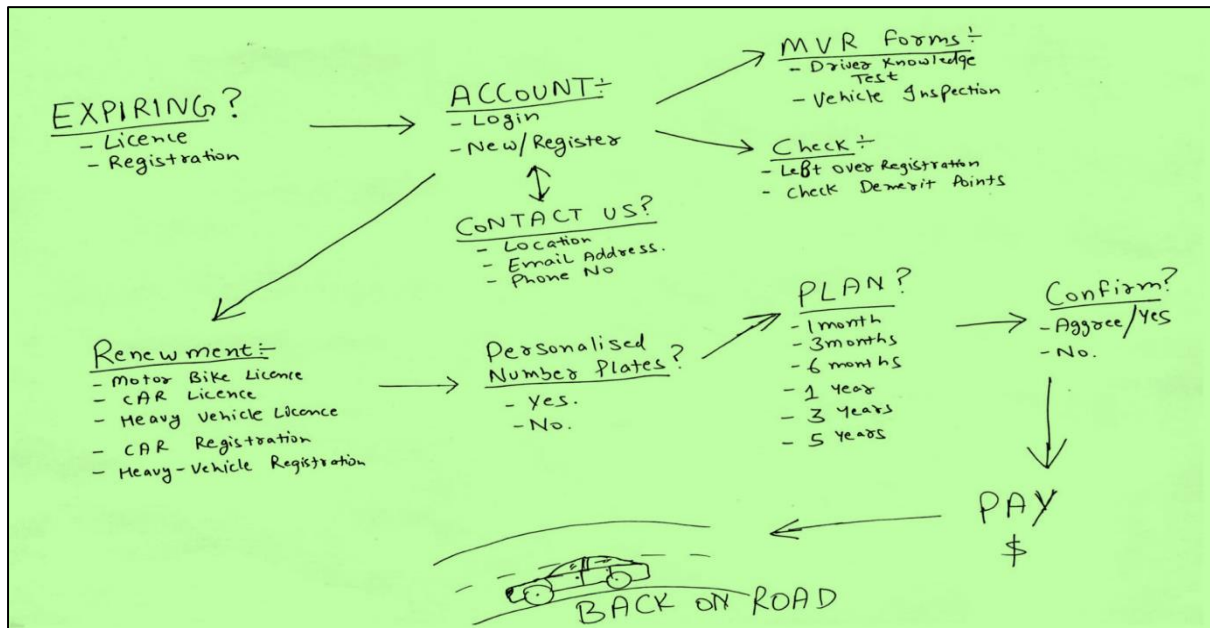 EXPIRING?
- Licence
- Registration
ACCOUNT:-
- Login
- New/Register
MVR Forms:-
- Driver Knowledge
Test
- Vehicle Inspection
Check:-
- Left over Registration
- Check Demerit Points
CONTACT US?
- Location
- Email Address.
- Phone No
Renewment:-
- Motor Bike Licence
- CAR Licence
- Heavy Vehicle Licence
- CAR Registration
- Heavy-Vehicle Registration
Personalised
Number Plates?
- Yes.
- No.
PLAN?
- 1 month
- 3 months
- 6 months
- 1 year
- 3 Years
- 5 years
Confirm?
- Aggree/Yes
- No.
PAY
$
BACK ON ROAD